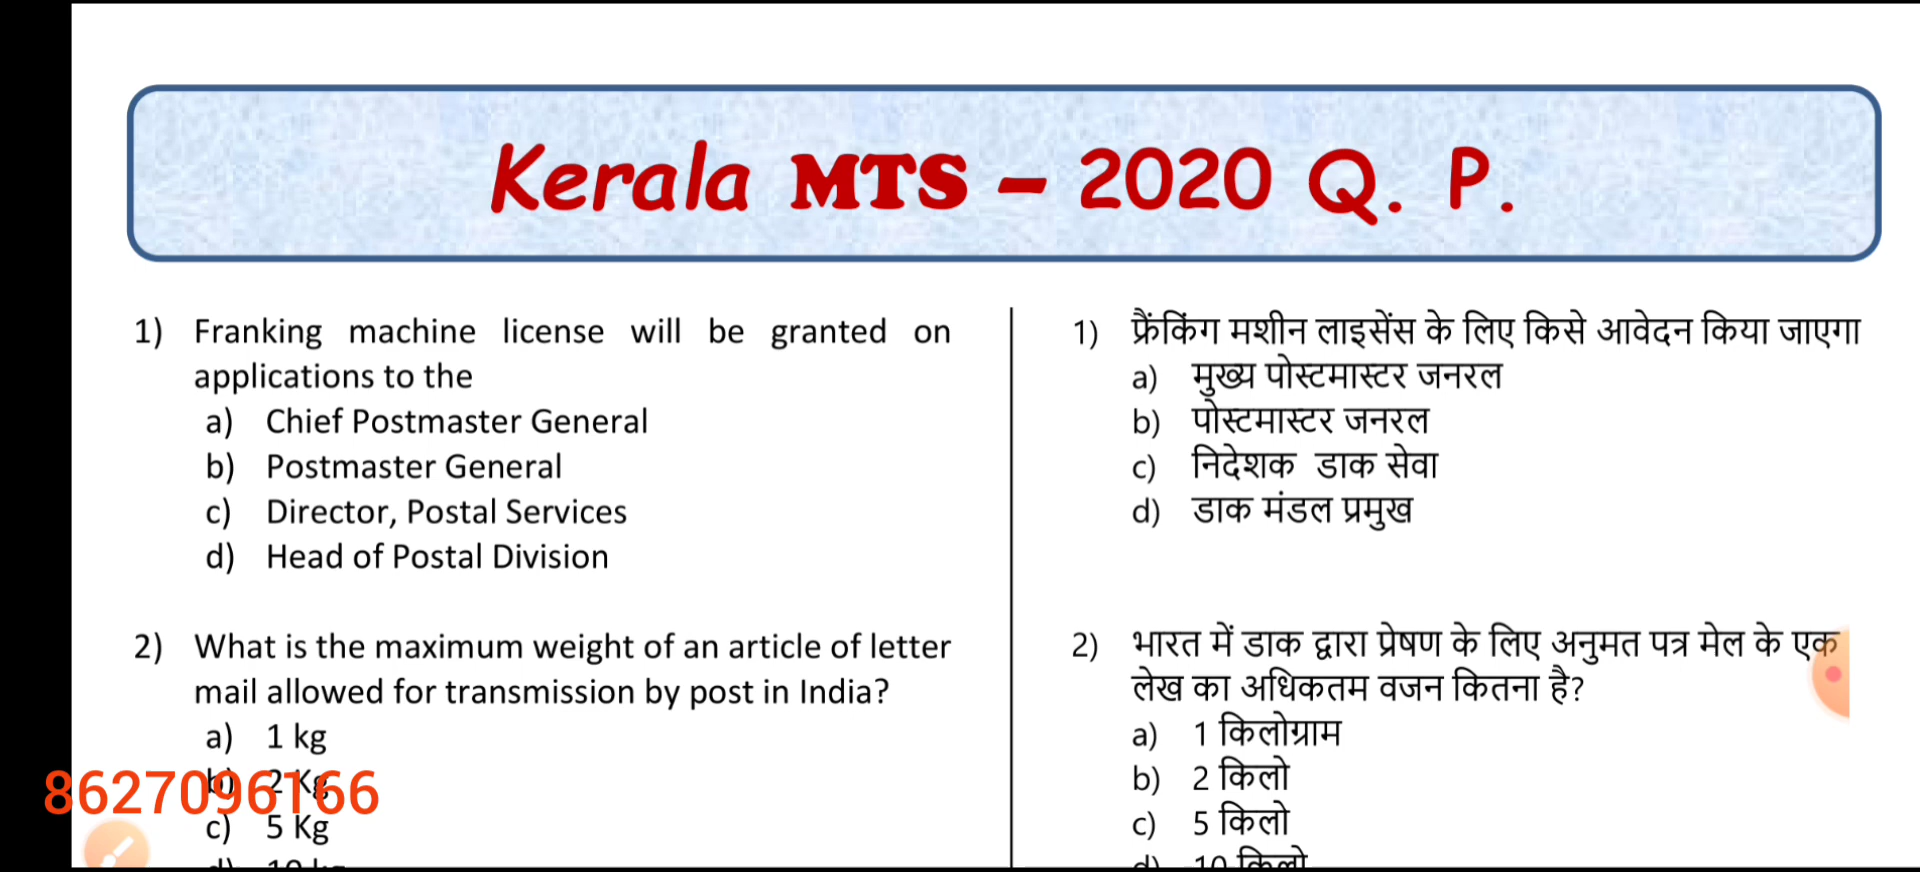 Kerala MTS – 2020 Q. P.
1) Franking machine license will be granted on
applications to the
a) Chief Postmaster General
b) Postmaster General
c) Director, Postal Services
d) Head of Postal Division
2) What is the maximum weight of an article of letter
mail allowed for transmission by post in India?
a) 1 kg
b) 2 Kg
8627096166
c) 5 Kg
1) फ्रैंकिंग मशीन लाइसेंस के लिए किसे आवेदन किया जाएगा
a) मुख्य पोस्टमास्टर जनरल
b) पोस्टमास्टर जनरल
c) निदेशक डाक सेवा
d) डाक मंडल प्रमुख
2) भारत में डाक द्वारा प्रेषण के लिए अनुमत पत्र मेल के एक
लेख का अधिकतम वजन कितना है?
a) 1 किलोग्राम
b) 2 किलो
c) 5 किलो
d) 10 किलो